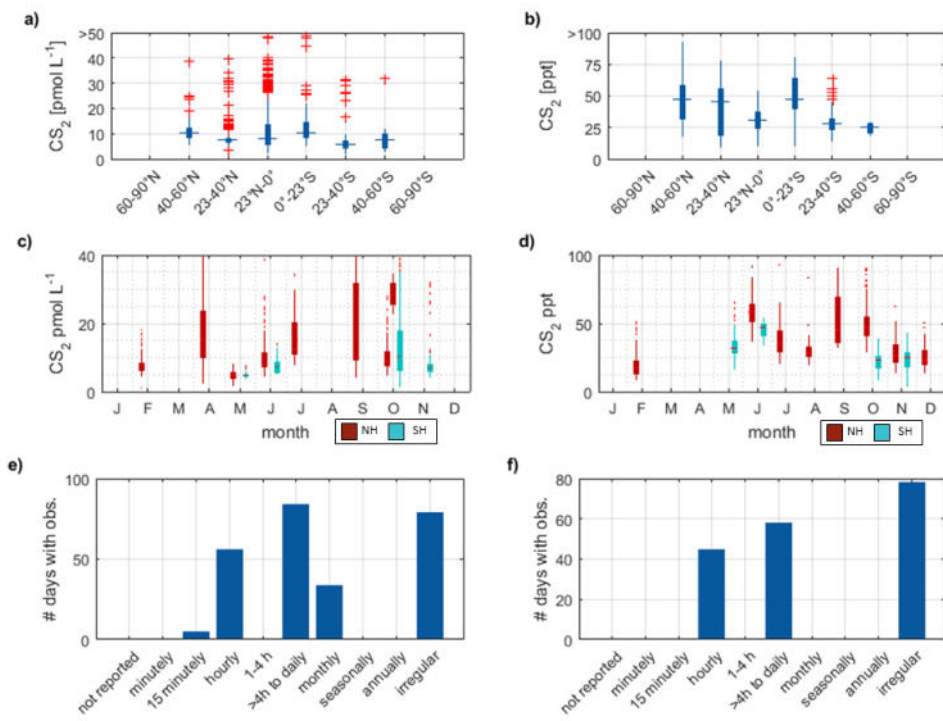 a)
CS2 [pmol L-1]
>50
40
30
20
10
0
60-90°N
40-60°N
23-40°N
23°N-0°
0°-23°S
23-40°S
40-60°S
60-90°S
b)
CS2 [ppt]
>100
75
50
25
0
60-90°N
40-60°N
23-40°N
23°N-0°
0°-23°S
23-40°S
40-60°S
60-90°S
c)
CS2 pmol L-1
40
20
0
J F M A M J J A S O N D
month
NH SH
d)
CS2 ppt
100
50
0
J F M A M J J A S O N D
month
NH SH
e)
# days with obs.
100
50
0
not reported
minutely
15 minutely
hourly
1-4 h
>4h to daily
monthly
seasonally
annually
irregular
f)
# days with obs.
80
60
40
20
0
not reported
minutely
15 minutely
hourly
1-4 h
>4h to daily
monthly
seasonally
annually
irregular